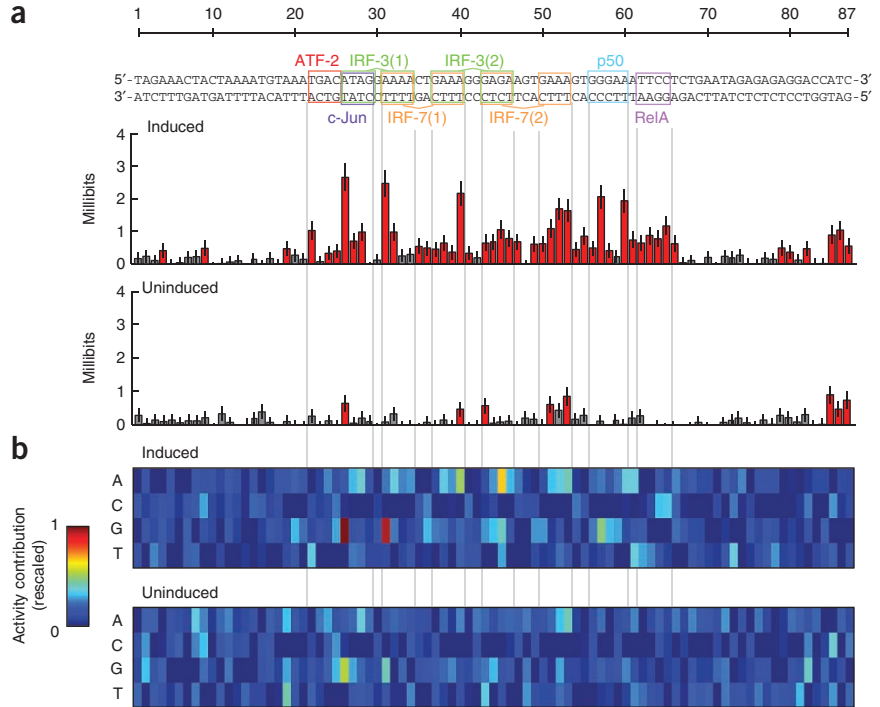 a
1 10 20 30 40 50 60 70 80 87
ATF-2 IRF-3(1) IRF-3(2) p50
5′-TAGAAACTACTAAAATGTAAATGACATAGGAAAACTGAAAGGGAGAAGTGAAAGTGGGAAATTCCTCTGAATAGAGAGAGGACCATC-3′
3′-ATCTTTGATGATTTTACATTTACTGTATCCTTTTGACTTTCCCTCTTCACTTTCACCCTTTAAGGAGACTTATCTCTCTCCTGGTAG-5′
c-Jun IRF-7(1) IRF-7(2) RelA
Induced
4
3
2
1
0
Millibits
Uninduced
4
3
2
1
0
Millibits
b
Induced
A
C
G
T
Activity contribution
(rescaled)
1
0
Uninduced
A
C
G
T